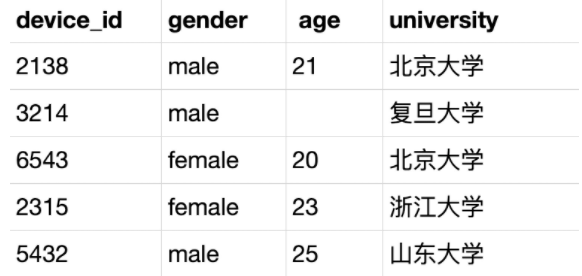 device_id gender age university
2138 male 21 北京大学
3214 male 复旦大学
6543 female 20 北京大学
2315 female 23 浙江大学
5432 male 25 山东大学